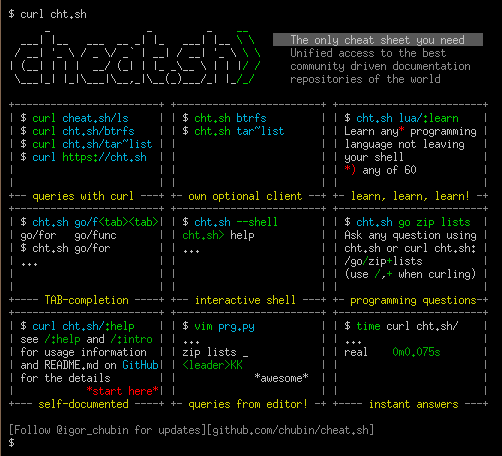 $ curl cht.sh
cheat.sh
The only cheat sheet you need
Unified access to the best
community driven documentation
repositories of the world
$ curl cheat.sh/ls
$ curl cht.sh/btrfs
$ curl cht.sh/tar~list
$ curl https://cht.sh
queries with curl
$ cht.sh btrfs
$ cht.sh tar~list
own optional client
$ cht.sh lua/:learn
Learn any* programming
language not leaving
your shell
*) any of 60
learn, learn, learn!
$ cht.sh go/f<tab><tab>
go/for   go/func
$ cht.sh go/for
...
TAB-completion
$ cht.sh --shell
cht.sh> help
...
interactive shell
$ cht.sh go zip lists
Ask any question using
cht.sh or curl cht.sh:
/go/zip+lists
(use /,+ when curling)
programming questions
$ curl cht.sh/:help
see /:help and /:intro
for usage information
and README.md on GitHub
for the details
*start here*
self-documented
$ vim prg.py
...
zip lists _
<leader>KK
*awesome*
queries from editor!
$ time curl cht.sh/
...
real    0m0.075s
instant answers
[Follow @igor_chubin for updates][github.com/chubin/cheat.sh]
$